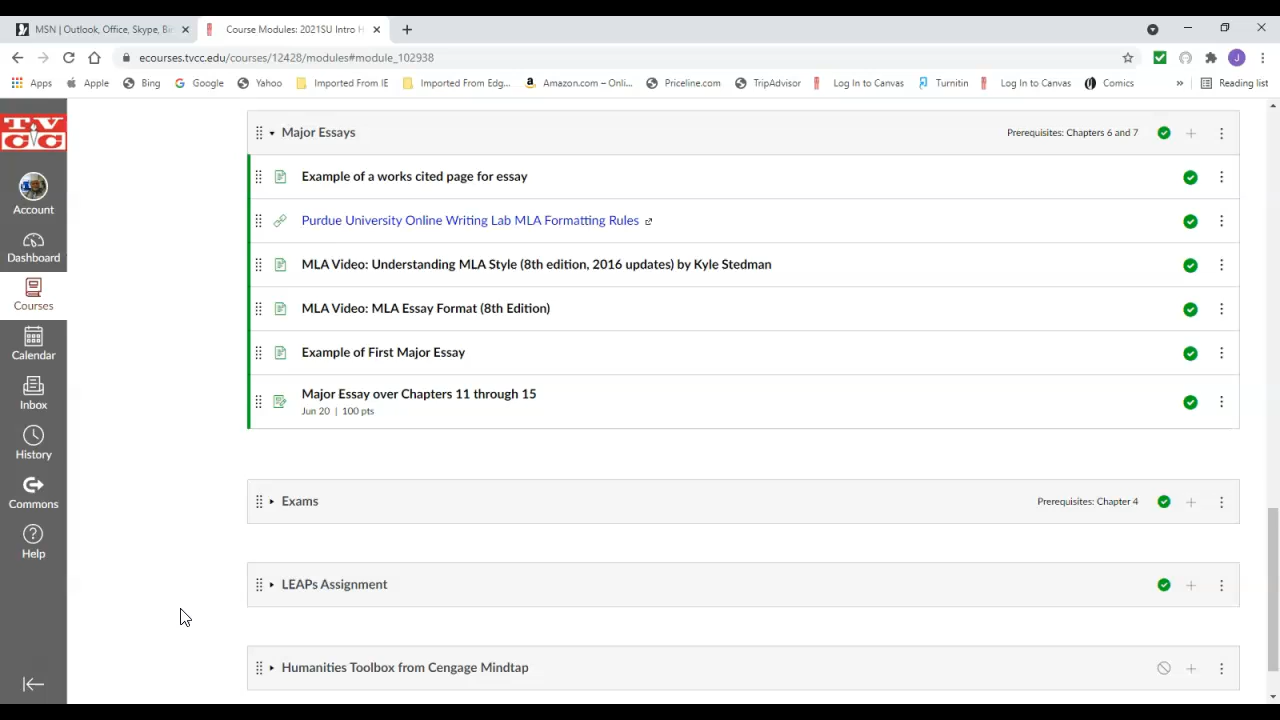 MSN | Outlook, Office, Skype, Bin
Course Modules: 2021SU Intro H
ecourses.tvcc.edu/courses/12428/modules#module_102938
J
Apps Apple Bing Google Yahoo Imported From IE Imported From Edg... Amazon.com – Onli... Priceline.com TripAdvisor Log In to Canvas Turnitin Log In to Canvas Comics » Reading list
TVCC
Account
Dashboard
Courses
Calendar
Inbox
History
Commons
Help
Major Essays Prerequisites: Chapters 6 and 7
Example of a works cited page for essay
Purdue University Online Writing Lab MLA Formatting Rules
MLA Video: Understanding MLA Style (8th edition, 2016 updates) by Kyle Stedman
MLA Video: MLA Essay Format (8th Edition)
Example of First Major Essay
Major Essay over Chapters 11 through 15
Jun 20 | 100 pts
Exams Prerequisites: Chapter 4
LEAPs Assignment
Humanities Toolbox from Cengage Mindtap